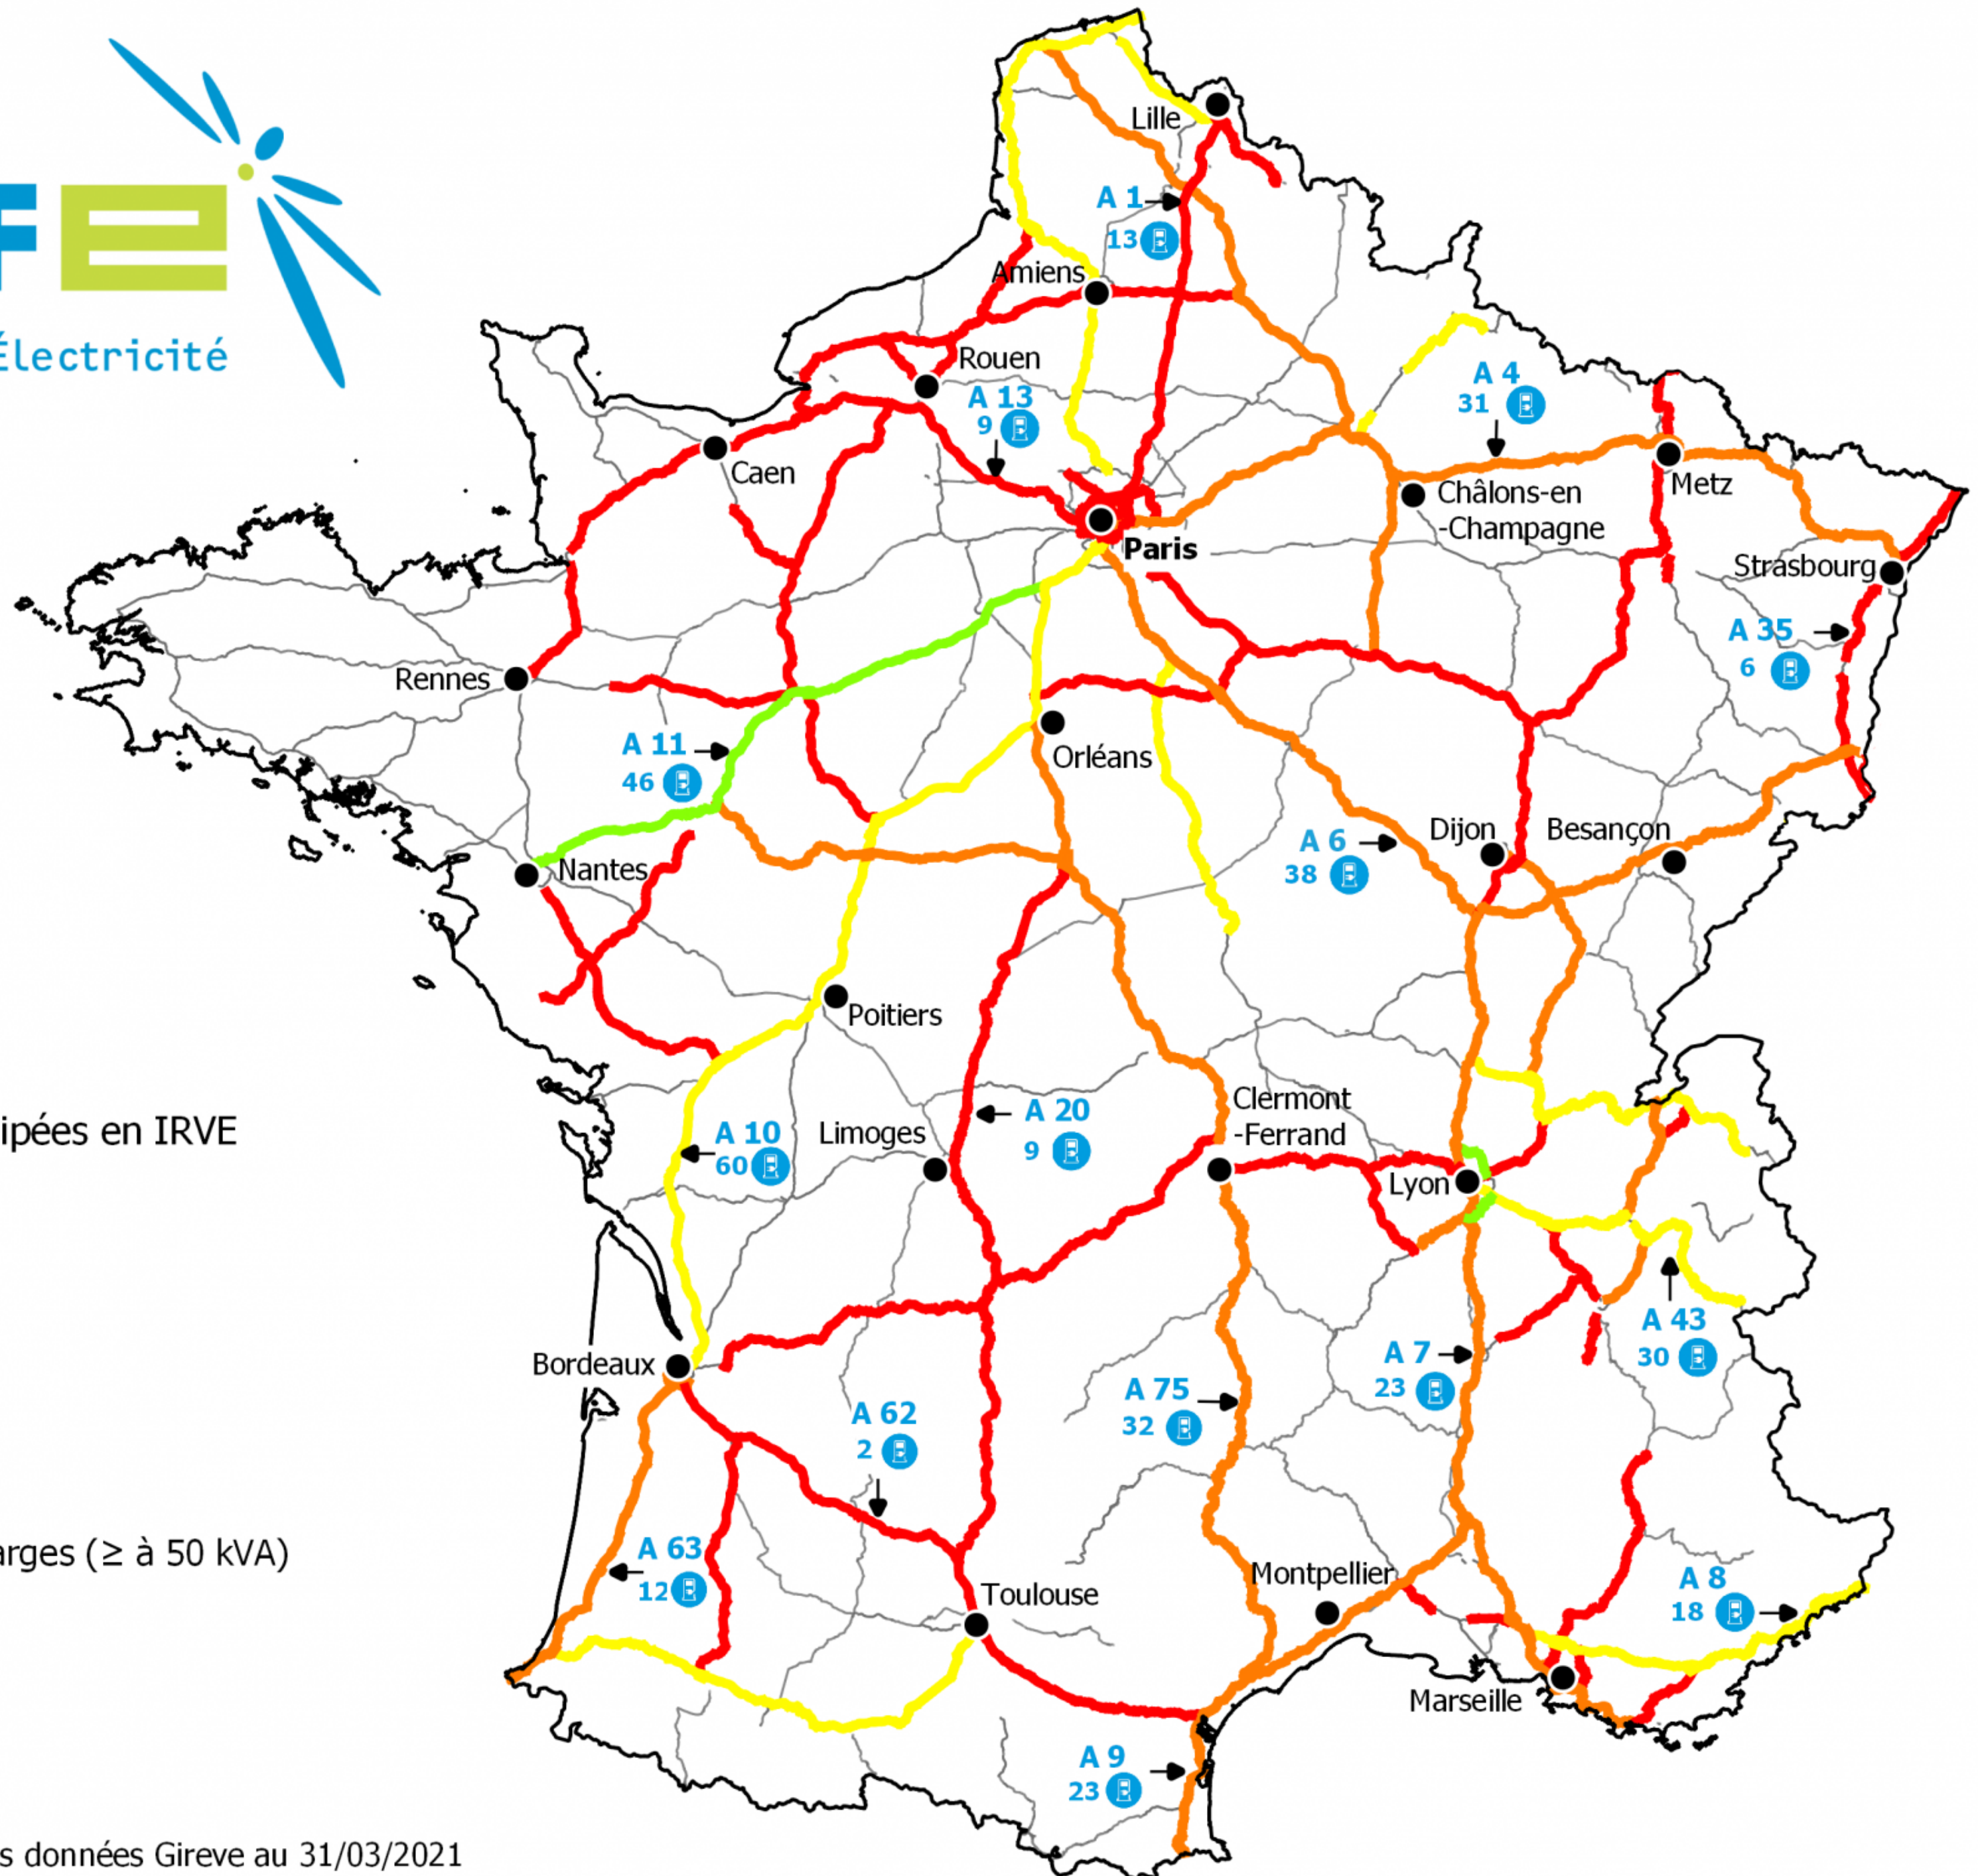 Fe
Électricité
ipées en IRVE
arges (≥ à 50 kVA)
s données Gireve au 31/03/2021
Lille
A 1
13
Amiens
Rouen
A 13
9
A 4
31
Caen
Metz
Châlons-en
-Champagne
Paris
Strasbourg
A 35
6
Rennes
A 11
46
Orléans
A 6
38
Dijon
Besançon
Nantes
Poitiers
A 10
60
Limoges
A 20
9
Clermont
-Ferrand
Lyon
A 43
30
Bordeaux
A 7
23
A 75
32
A 62
2
A 63
12
Toulouse
Montpellier
A 8
18
Marseille
A 9
23